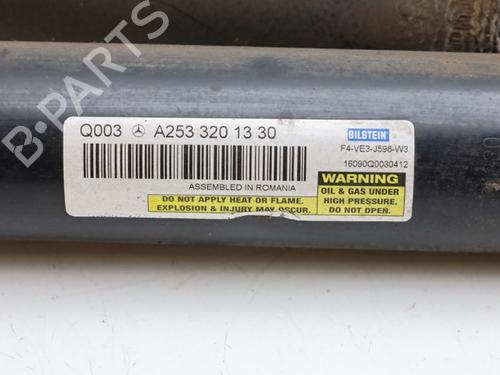 Q003 A253 320 13 30
BILSTEIN
F4-VE3-J598-W3
16090Q0030412
ASSEMBLED IN ROMANIA
WARNING
OIL & GAS UNDER
HIGH PRESSURE.
DO NOT OPEN.
DO NOT APPLY HEAT OR FLAME.
EXPLOSION & INJURY MAY OCCUR.
B-PARTS